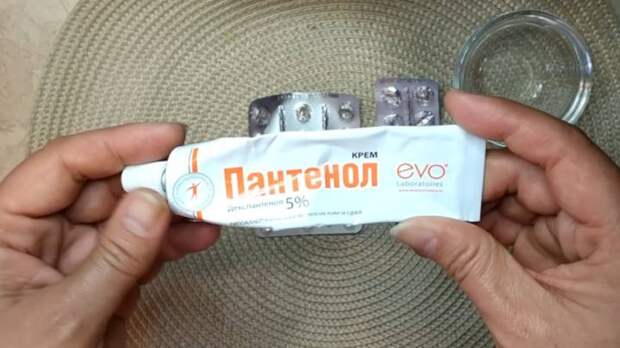 КРЕМ
Пантенол
Декспантенол 5%
evo
Laboratoires